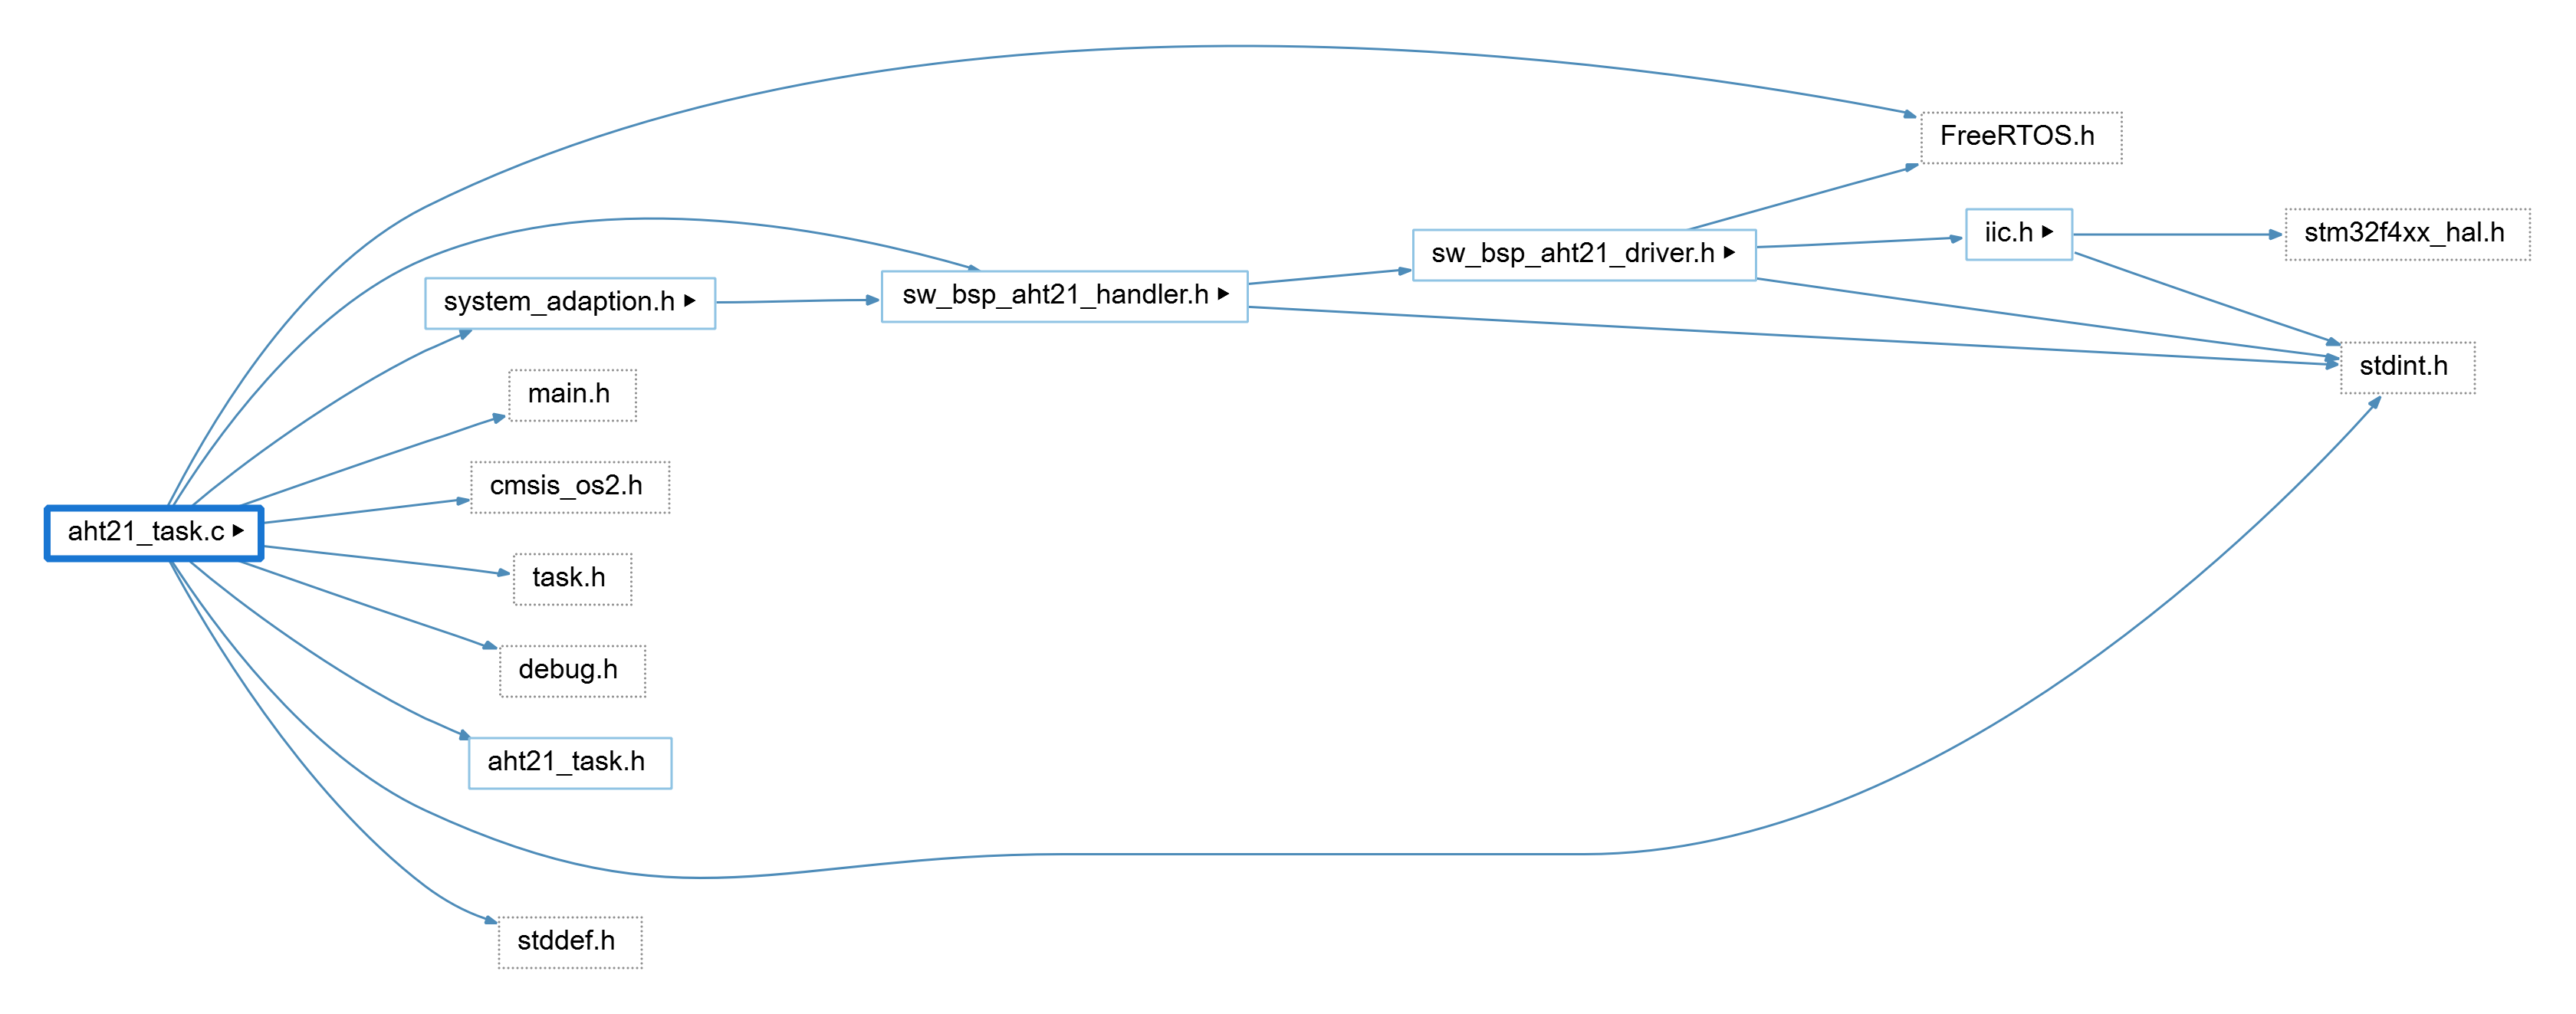 FreeRTOS.h
iic.h
stm32f4xx_hal.h
sw_bsp_aht21_driver.h
sw_bsp_aht21_handler.h
system_adaption.h
stdint.h
main.h
cmsis_os2.h
aht21_task.c
task.h
debug.h
aht21_task.h
stddef.h